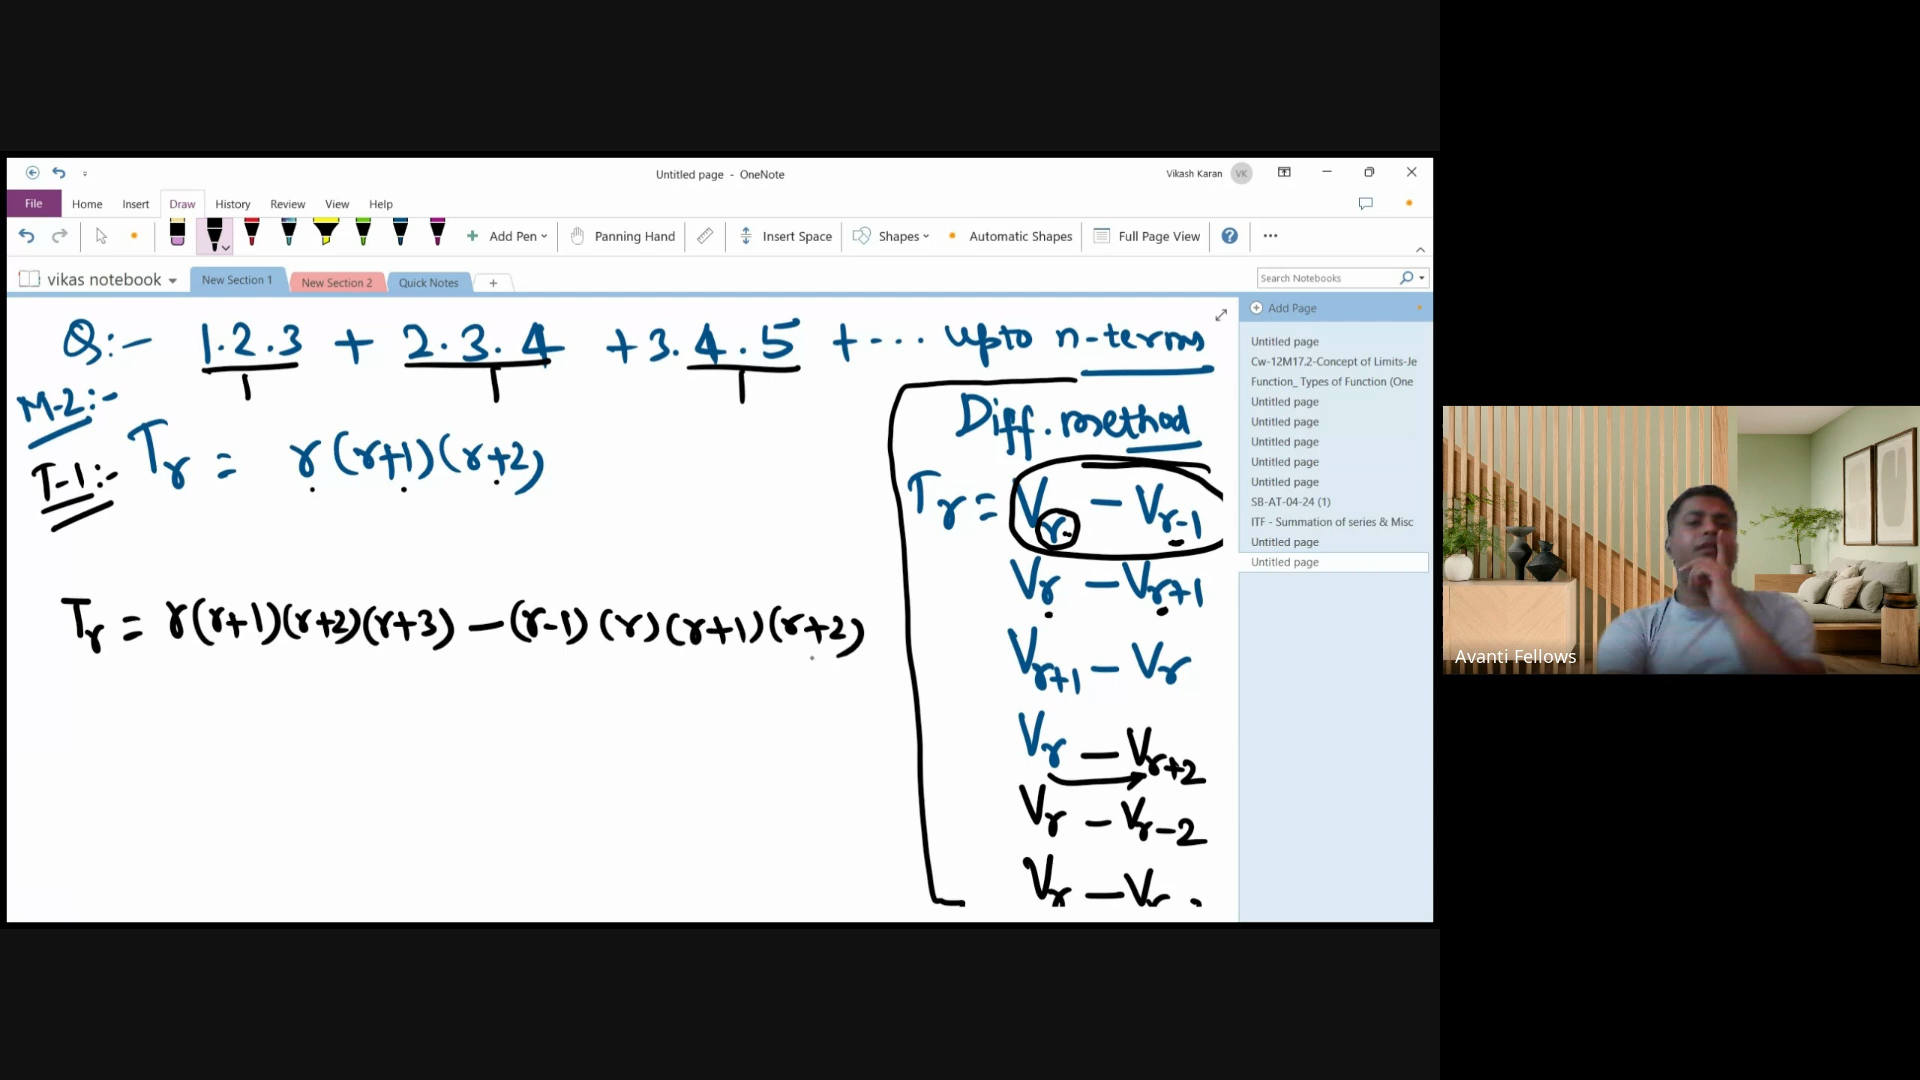 Untitled page - OneNote
Vikash Karan VK
File Home Insert Draw History Review View Help
Add Pen Panning Hand Insert Space Shapes Automatic Shapes Full Page View
vikas notebook New Section 1 New Section 2 Quick Notes +
Search Notebooks
Q:- 1.2.3 + 2.3.4 + 3.4.5 + ... upto n-terms
M-2:-
T-1:- Tr = r(r+1)(r+2)
Tr = r(r+1)(r+2)(r+3) - (r-1)(r)(r+1)(r+2)
Diff. method
Tr = Vr - Vr-1
Vr - Vr+1
Vr+1 - Vr
Vr - Vr+2
Vr - Vr-2
Vr - Vr
Add Page
Untitled page
Cw-12M17.2-Concept of Limits-Je
Function_ Types of Function (One
Untitled page
Untitled page
Untitled page
Untitled page
Untitled page
SB-AT-04-24 (1)
ITF - Summation of series & Misc
Untitled page
Untitled page
Avanti Fellows